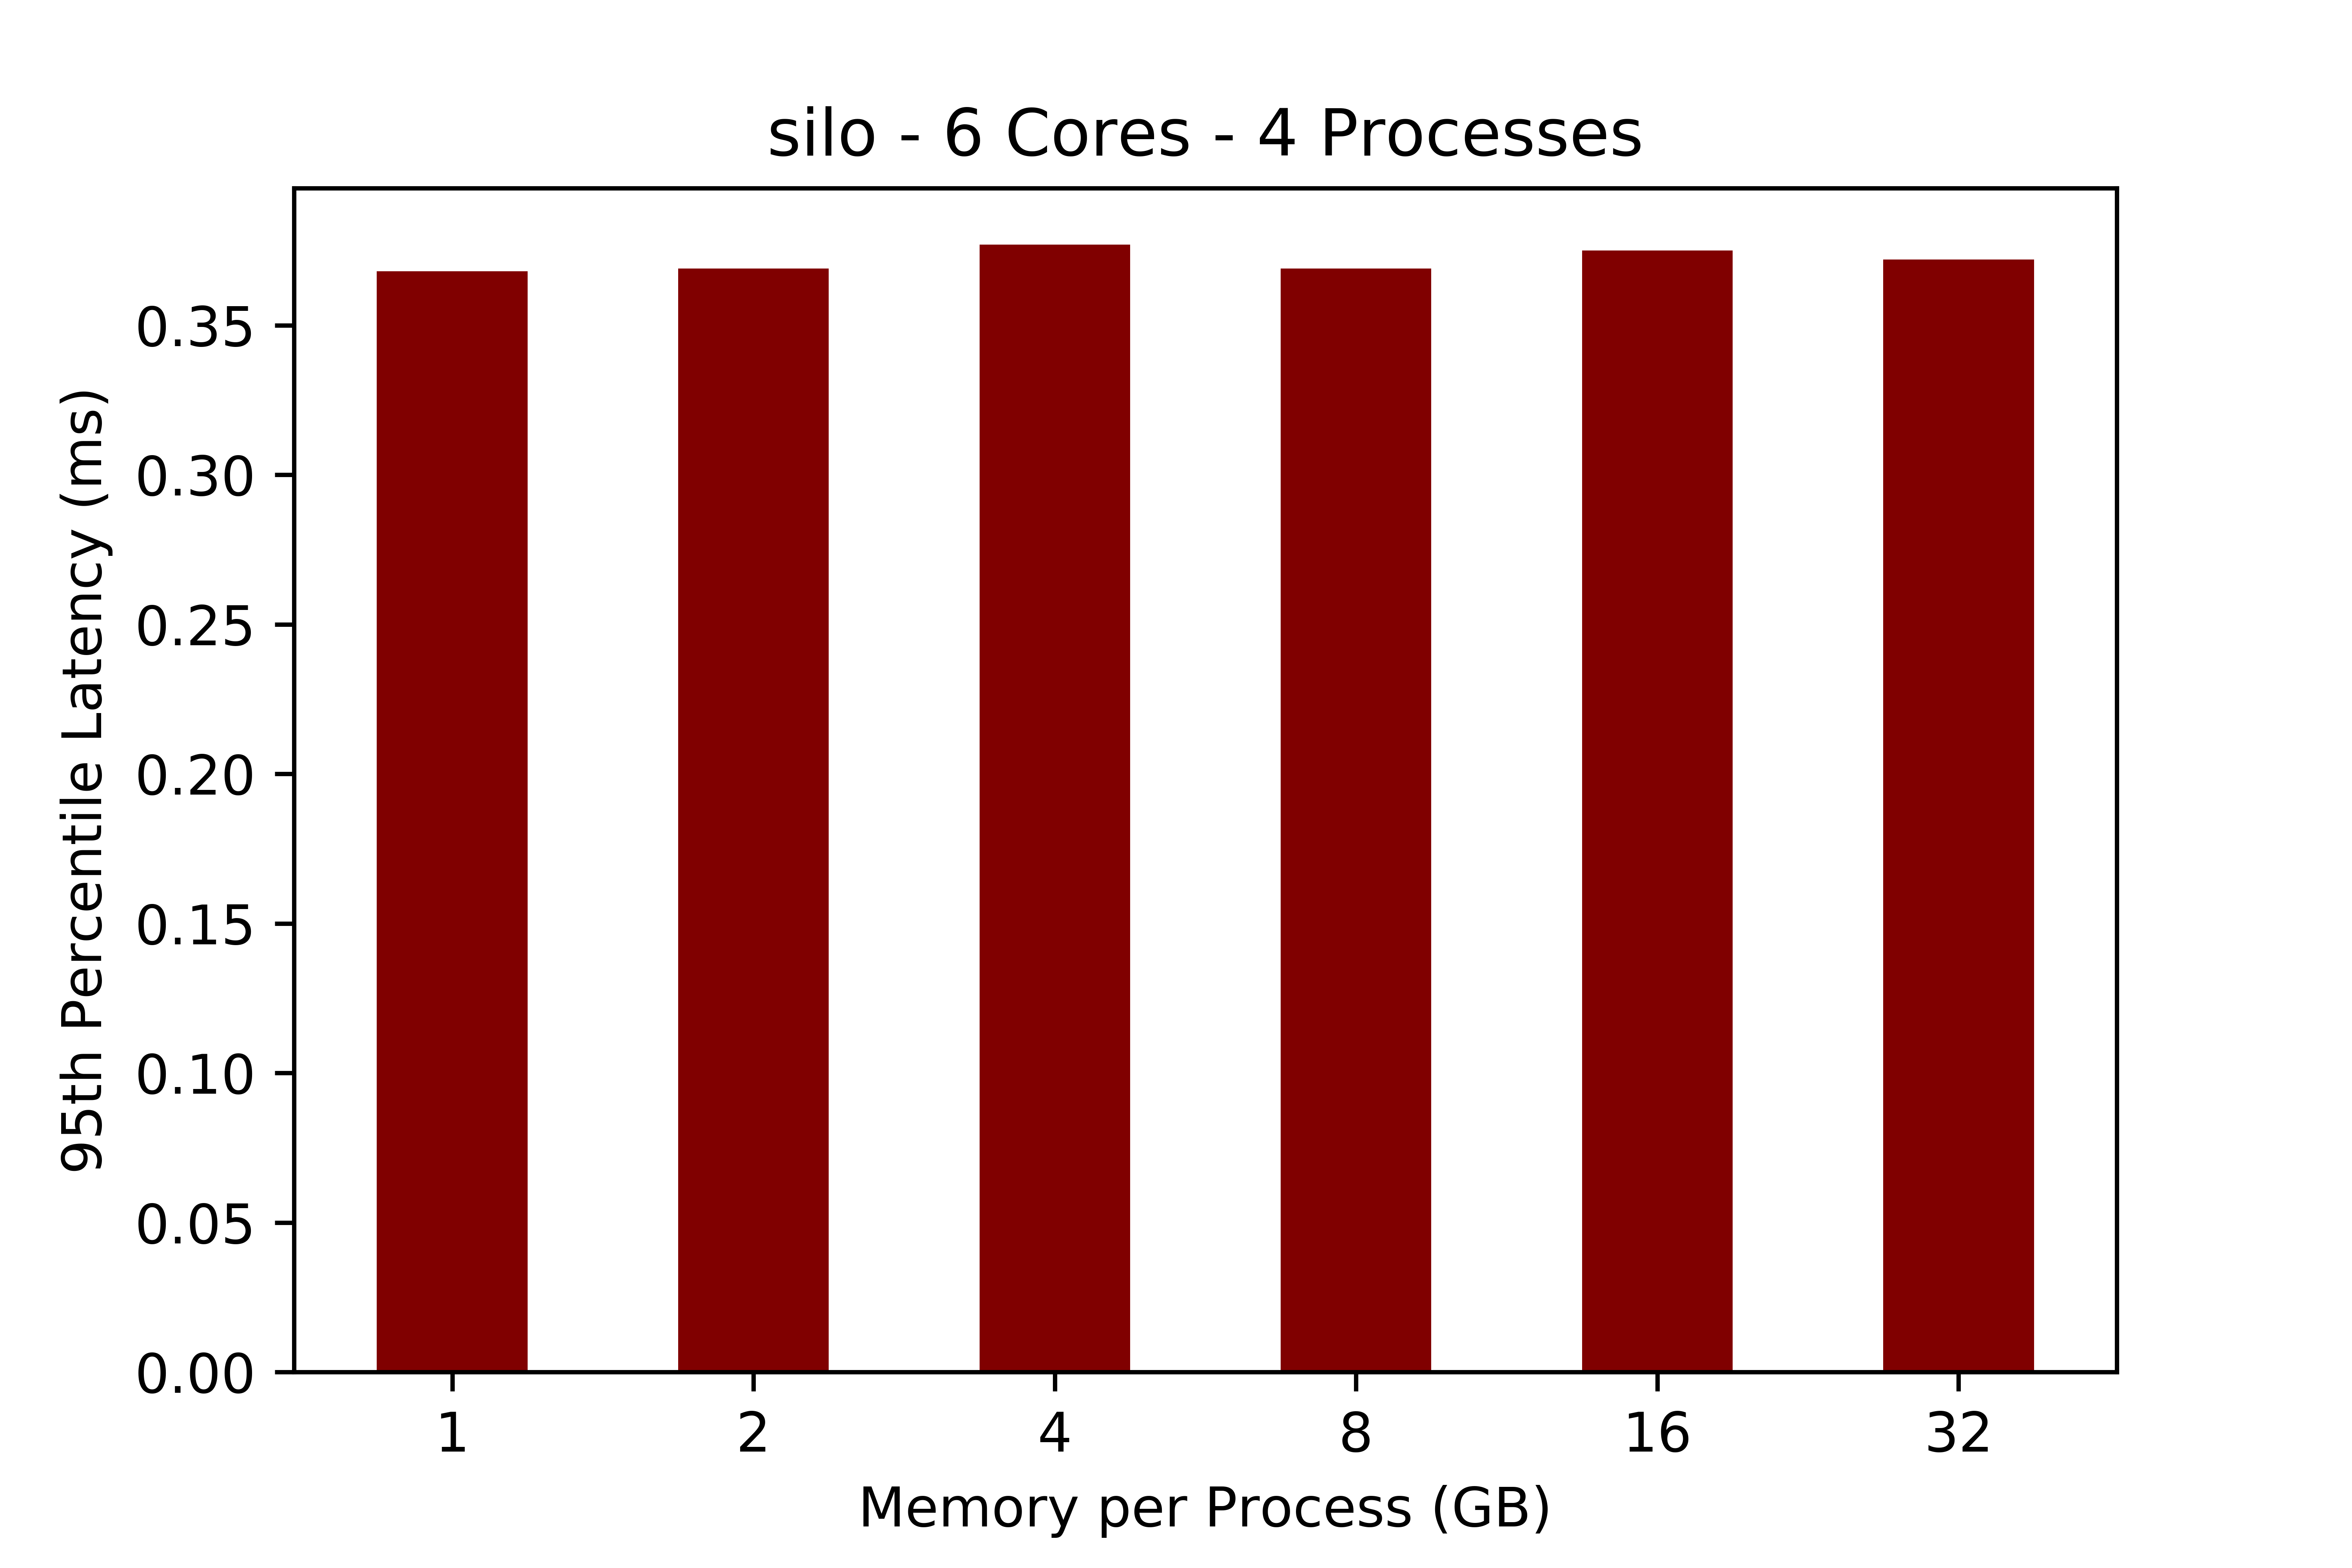 silo - 6 Cores - 4 Processes
95th Percentile Latency (ms)
0.35
0.30
0.25
0.20
0.15
0.10
0.05
0.00
1 2 4 8 16 32
Memory per Process (GB)